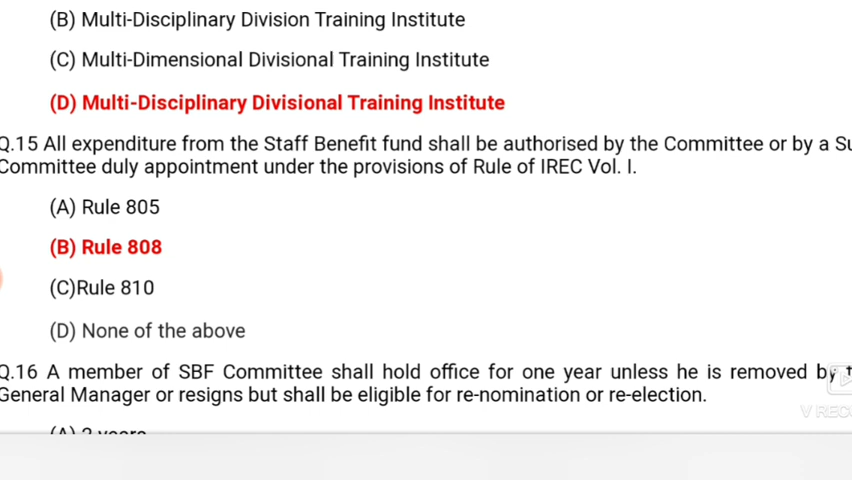 (B) Multi-Disciplinary Division Training Institute
(C) Multi-Dimensional Divisional Training Institute
(D) Multi-Disciplinary Divisional Training Institute
Q.15 All expenditure from the Staff Benefit fund shall be authorised by the Committee or by a
Committee duly appointment under the provisions of Rule of IREC Vol. I.
(A) Rule 805
(B) Rule 808
(C)Rule 810
(D) None of the above
Q.16 A member of SBF Committee shall hold office for one year unless he is removed by
General Manager or resigns but shall be eligible for re-nomination or re-election.
(A) 2 years